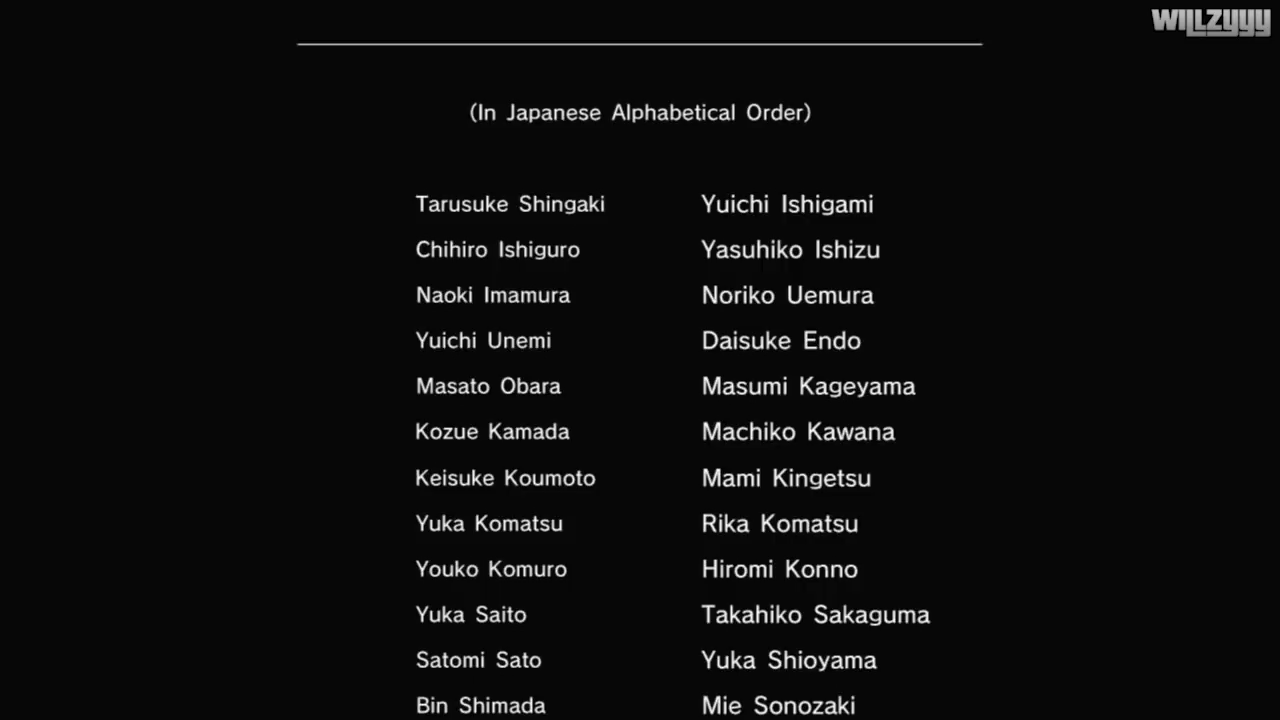 WILLZYYY
(In Japanese Alphabetical Order)
Tarusuke Shingaki Yuichi Ishigami
Chihiro Ishiguro Yasuhiko Ishizu
Naoki Imamura Noriko Uemura
Yuichi Unemi Daisuke Endo
Masato Obara Masumi Kageyama
Kozue Kamada Machiko Kawana
Keisuke Koumoto Mami Kingetsu
Yuka Komatsu Rika Komatsu
Youko Komuro Hiromi Konno
Yuka Saito Takahiko Sakaguma
Satomi Sato Yuka Shioyama
Bin Shimada Mie Sonozaki